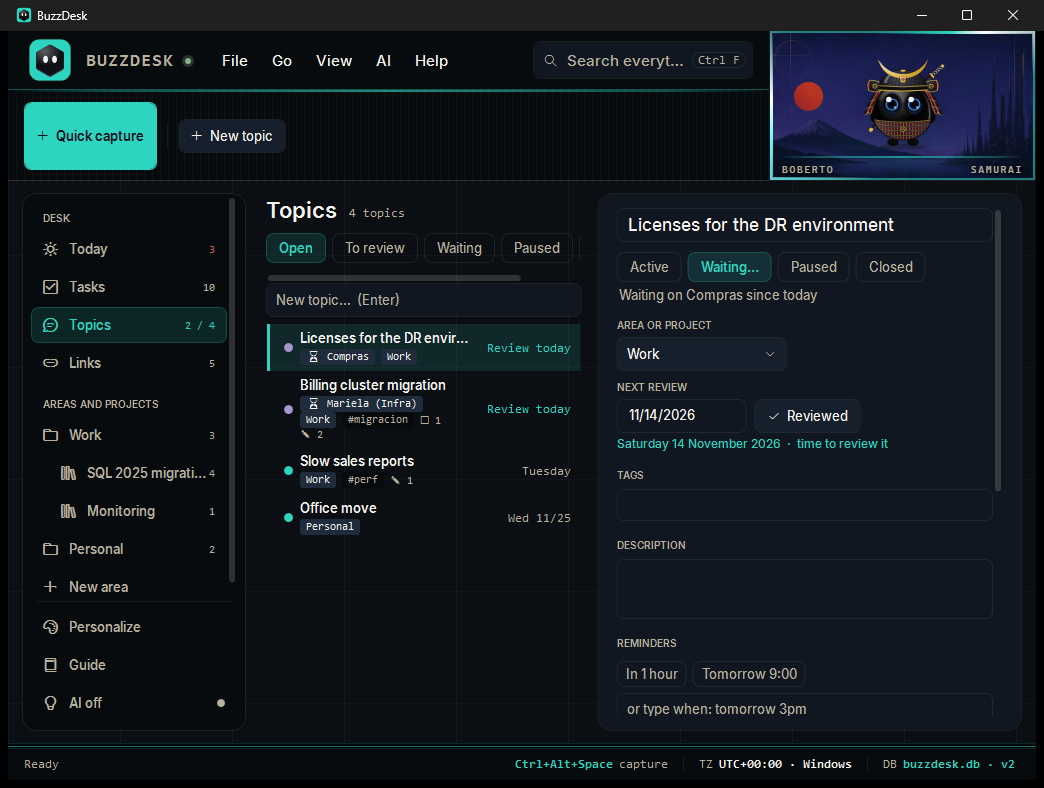 BuzzDesk
BUZZDESK File Go View AI Help
Search everyt... Ctrl F
BOBERTO SAMURAI
+ Quick capture
+ New topic
DESK
Today 3
Tasks 10
Topics 2 / 4
Links 5
AREAS AND PROJECTS
Work 3
SQL 2025 migrati... 4
Monitoring 1
Personal 2
+ New area
Personalize
Guide
AI off
Topics 4 topics
Open To review Waiting Paused
New topic... (Enter)
Licenses for the DR envir... Review today
Compras Work
Billing cluster migration
Mariela (Infra) Review today
Work #migracion 1
2
Slow sales reports
Work #perf 1 Tuesday
Office move
Personal Wed 11/25
Licenses for the DR environment
Active Waiting... Paused Closed
Waiting on Compras since today
AREA OR PROJECT
Work
NEXT REVIEW
11/14/2026 Reviewed
Saturday 14 November 2026 · time to review it
TAGS
DESCRIPTION
REMINDERS
In 1 hour Tomorrow 9:00
or type when: tomorrow 3pm
Ready Ctrl+Alt+Space capture TZ UTC+00:00 · Windows DB buzzdesk.db · v2